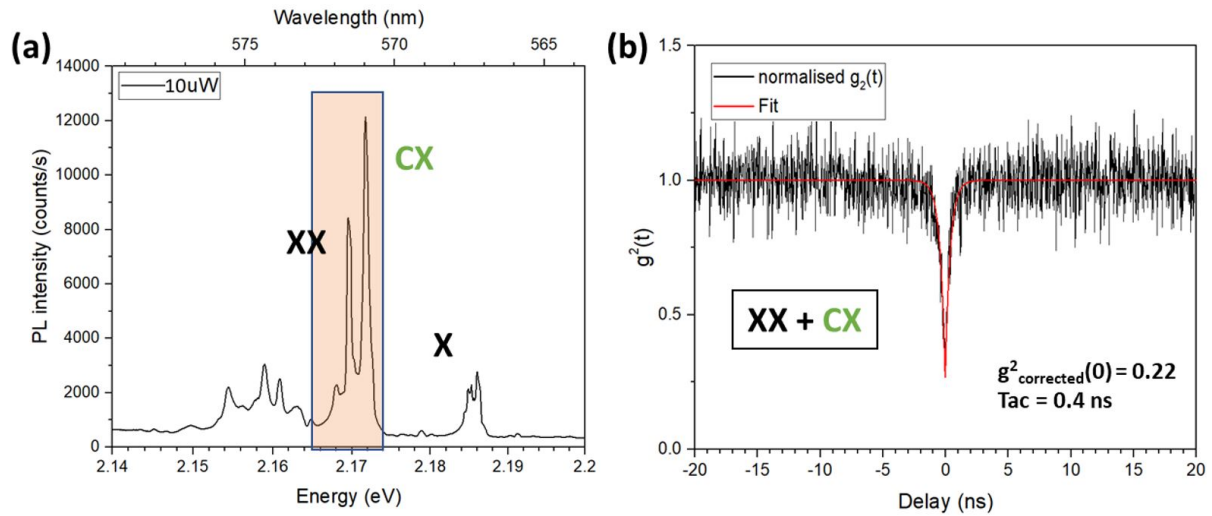 (a)
Wavelength (nm)
575 570 565
14000
12000
10000
8000
6000
4000
2000
0
10uW
XX
CX
X
PL intensity (counts/s)
2.14 2.15 2.16 2.17 2.18 2.19 2.2
Energy (eV)
(b)
1.5
1.0
0.5
0.0
normalised g₂(t)
Fit
g²(t)
XX + CX
g²corrected(0) = 0.22
Tac = 0.4 ns
-20 -15 -10 -5 0 5 10 15 20
Delay (ns)